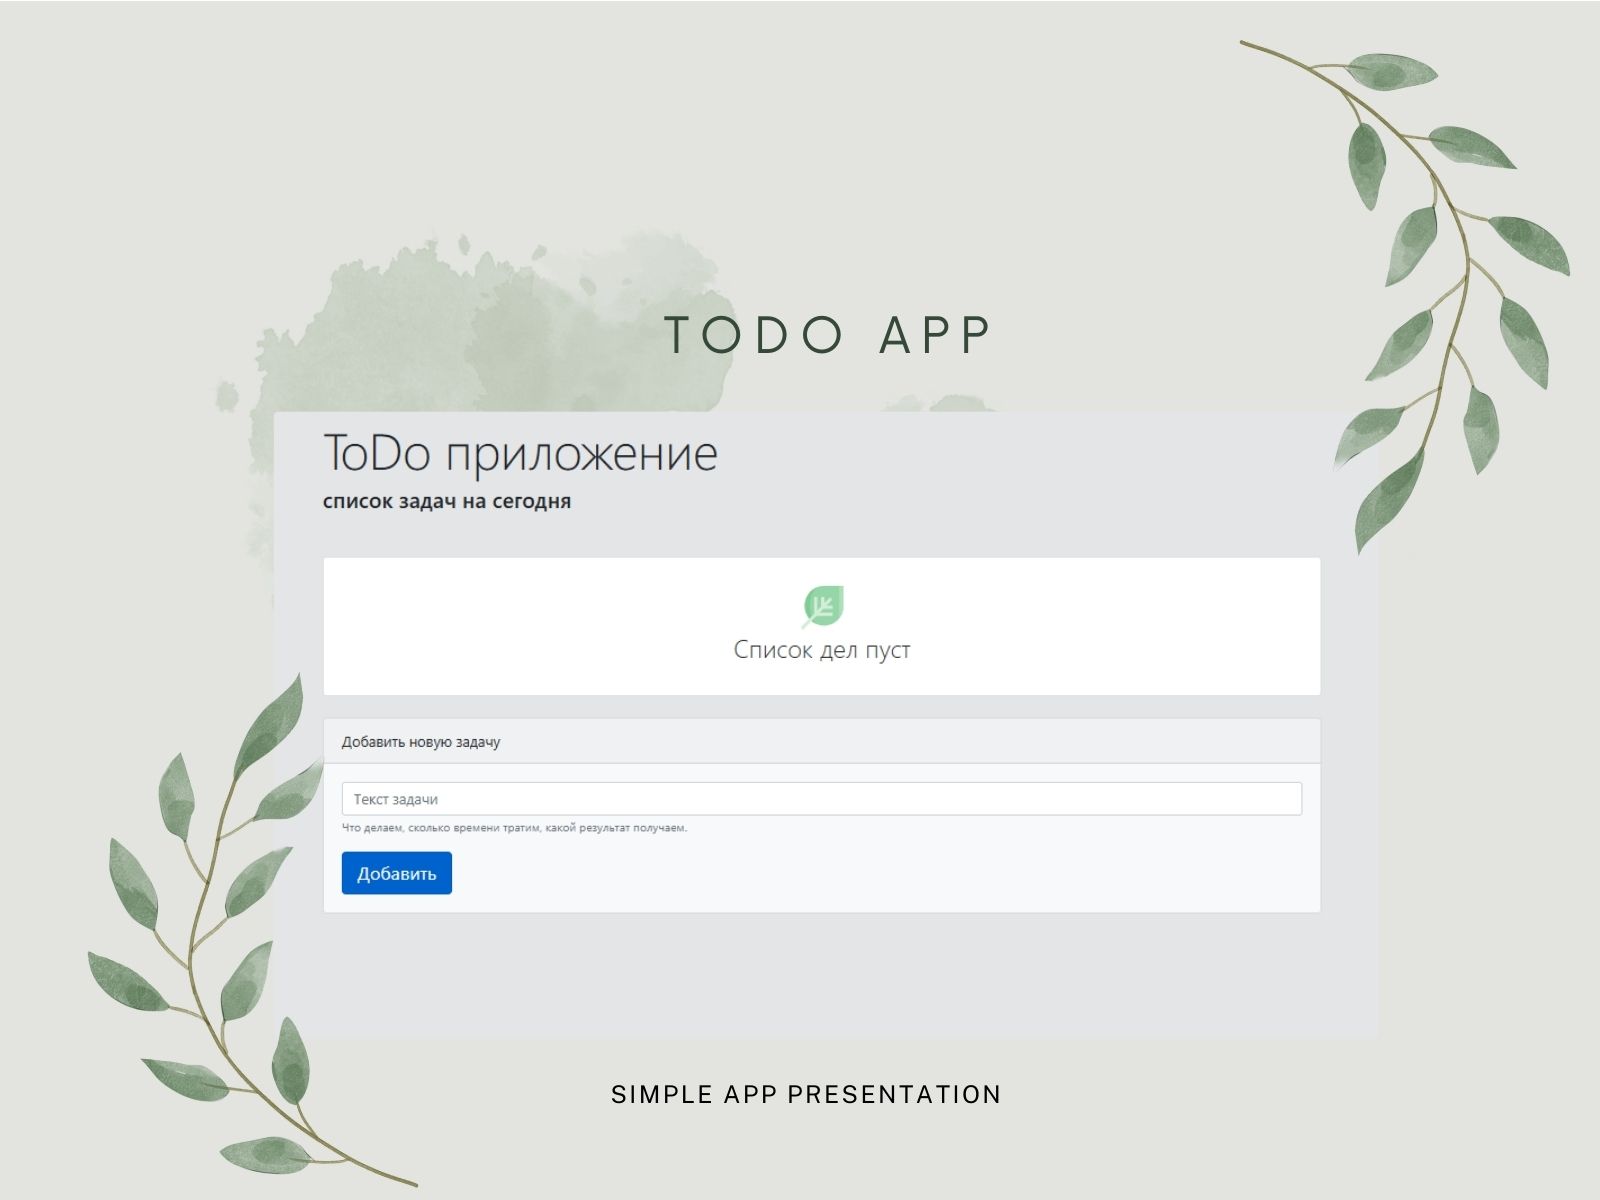 TODO APP
ToDo приложение
список задач на сегодня
Список дел пуст
Добавить новую задачу
Текст задачи
Что делаем, сколько времени тратим, какой результат получаем.
Добавить
SIMPLE APP PRESENTATION